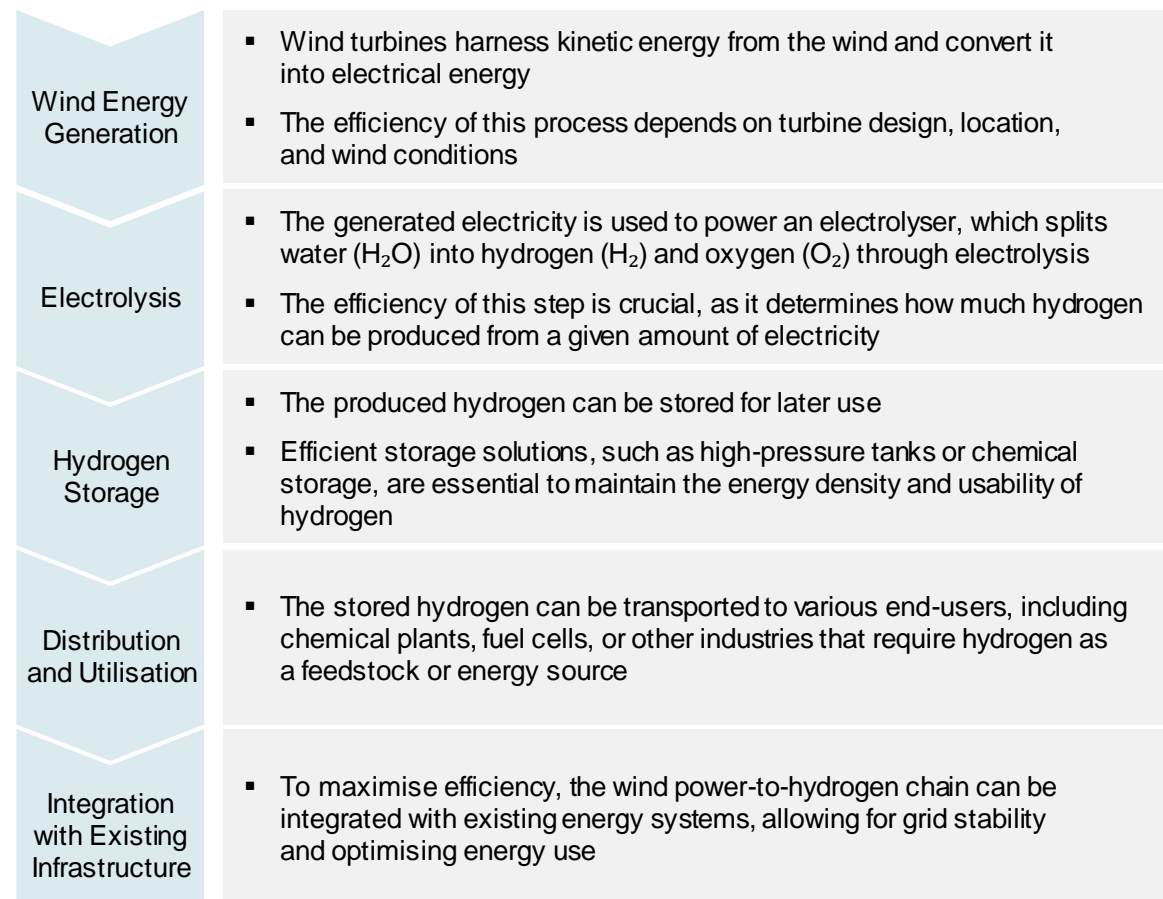 Wind Energy
Generation
▪ Wind turbines harness kinetic energy from the wind and convert it
into electrical energy
▪ The efficiency of this process depends on turbine design, location,
and wind conditions
Electrolysis
▪ The generated electricity is used to power an electrolyser, which splits
water (H₂O) into hydrogen (H₂) and oxygen (O₂) through electrolysis
▪ The efficiency of this step is crucial, as it determines how much hydrogen
can be produced from a given amount of electricity
Hydrogen
Storage
▪ The produced hydrogen can be stored for later use
▪ Efficient storage solutions, such as high-pressure tanks or chemical
storage, are essential to maintain the energy density and usability of
hydrogen
Distribution
and Utilisation
▪ The stored hydrogen can be transported to various end-users, including
chemical plants, fuel cells, or other industries that require hydrogen as
a feedstock or energy source
Integration
with Existing
Infrastructure
▪ To maximise efficiency, the wind power-to-hydrogen chain can be
integrated with existing energy systems, allowing for grid stability
and optimising energy use